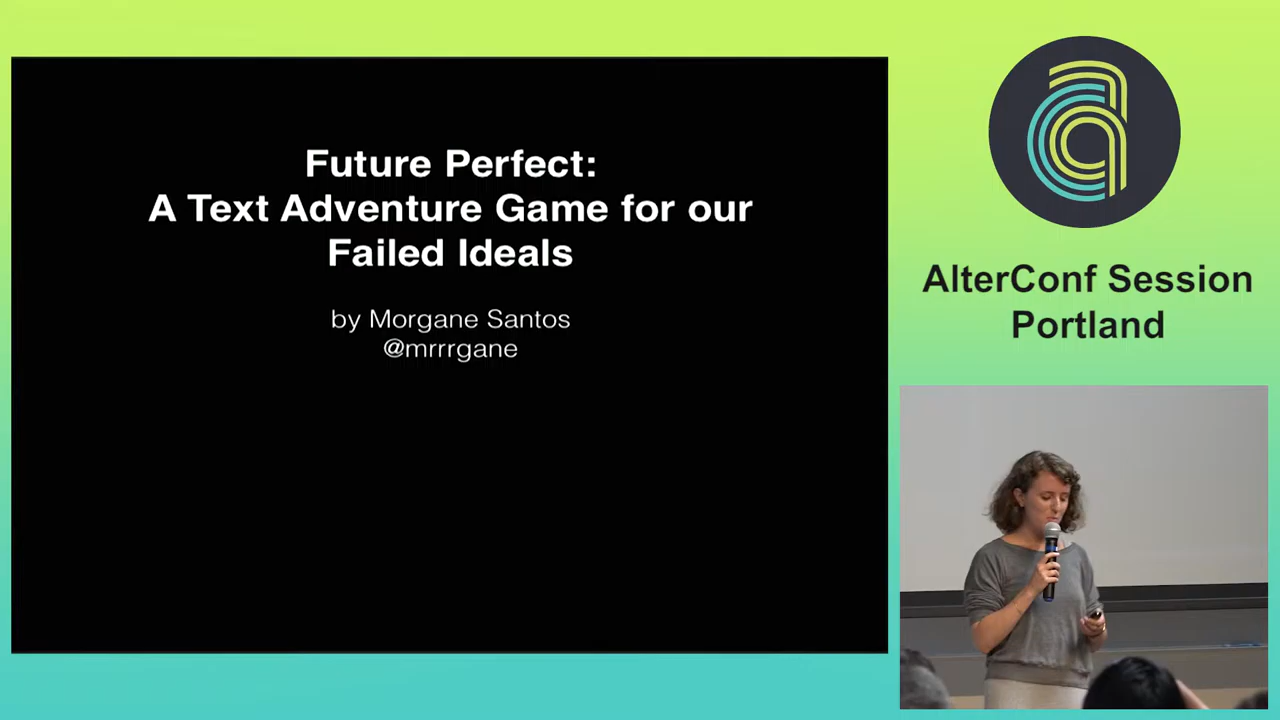 Future Perfect:
A Text Adventure Game for our
Failed Ideals
by Morgane Santos
@mrrrgane
AlterConf Session
Portland